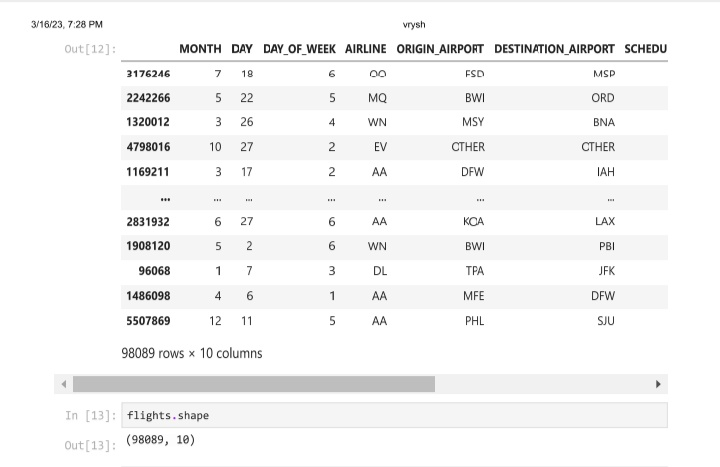 3/16/23, 7:28 PM vrysh
Out[12]: MONTH DAY DAY_OF_WEEK AIRLINE ORIGIN_AIRPORT DESTINATION_AIRPORT SCHEDU
3176246 7 18 6 OO FSD MSP
2242266 5 22 5 MQ BWI ORD
1320012 3 26 4 WN MSY BNA
4798016 10 27 2 EV OTHER OTHER
1169211 3 17 2 AA DFW IAH
... ... ... ... ... ... ...
2831932 6 27 6 AA KOA LAX
1908120 5 2 6 WN BWI PBI
96068 1 7 3 DL TPA JFK
1486098 4 6 1 AA MFE DFW
5507869 12 11 5 AA PHL SJU
98089 rows × 10 columns
In [13]: flights.shape
Out[13]: (98089, 10)